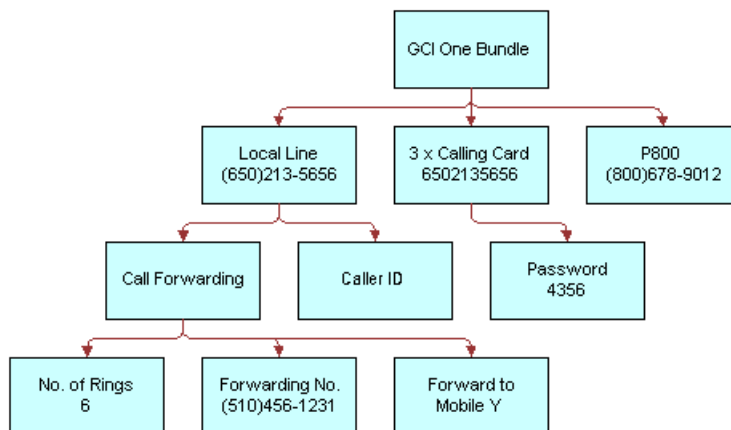 GCI One Bundle
Local Line
(650)213-5656
3 x Calling Card
6502135656
P800
(800)678-9012
Call Forwarding
Caller ID
Password
4356
No. of Rings
6
Forwarding No.
(510)456-1231
Forward to
Mobile Y